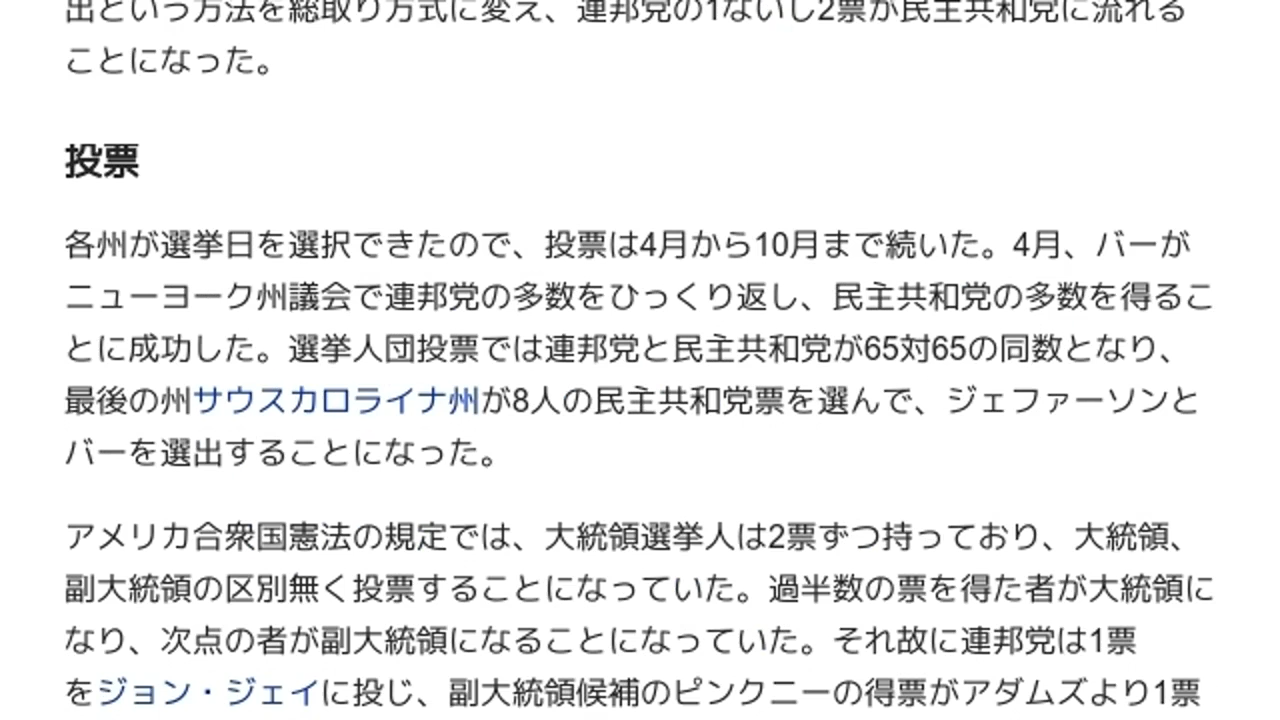 出という方法を総取り方式に変え、連邦党の1ないし2票が民主共和党に流れる
ことになった。
投票
各州が選挙日を選択できたので、投票は4月から10月まで続いた。4月、バーが
ニューヨーク州議会で連邦党の多数をひっくり返し、民主共和党の多数を得るこ
とに成功した。選挙人団投票では連邦党と民主共和党が65対65の同数となり、
最後の州サウスカロライナ州が8人の民主共和党票を選んで、ジェファーソンと
バーを選出することになった。
アメリカ合衆国憲法の規定では、大統領選挙人は2票ずつ持っており、大統領、
副大統領の区別無く投票することになっていた。過半数の票を得た者が大統領に
なり、次点の者が副大統領になることになっていた。それ故に連邦党は1票
をジョン・ジェイに投じ、副大統領候補のピンクニーの得票がアダムズより1票